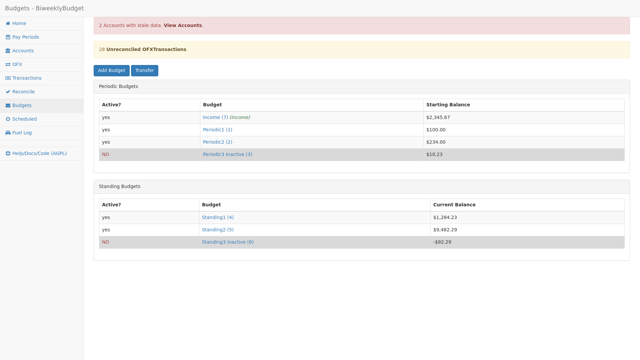 Budgets - BiweeklyBudget
Home
Pay Periods
Accounts
OFX
Transactions
Reconcile
Budgets
Scheduled
Fuel Log
Help/Docs/Code (AGPL)
2 Accounts with stale data. View Accounts.
28 Unreconciled OFXTransactions.
Add Budget Transfer
Periodic Budgets
Active? Budget Starting Balance
yes Income (7) (income) $2,345.67
yes Periodic1 (1) $100.00
yes Periodic2 (2) $234.00
NO Periodic3 Inactive (3) $10.23
Standing Budgets
Active? Budget Current Balance
yes Standing1 (4) $1,284.23
yes Standing2 (5) $9,482.29
NO Standing3 Inactive (6) -$92.29